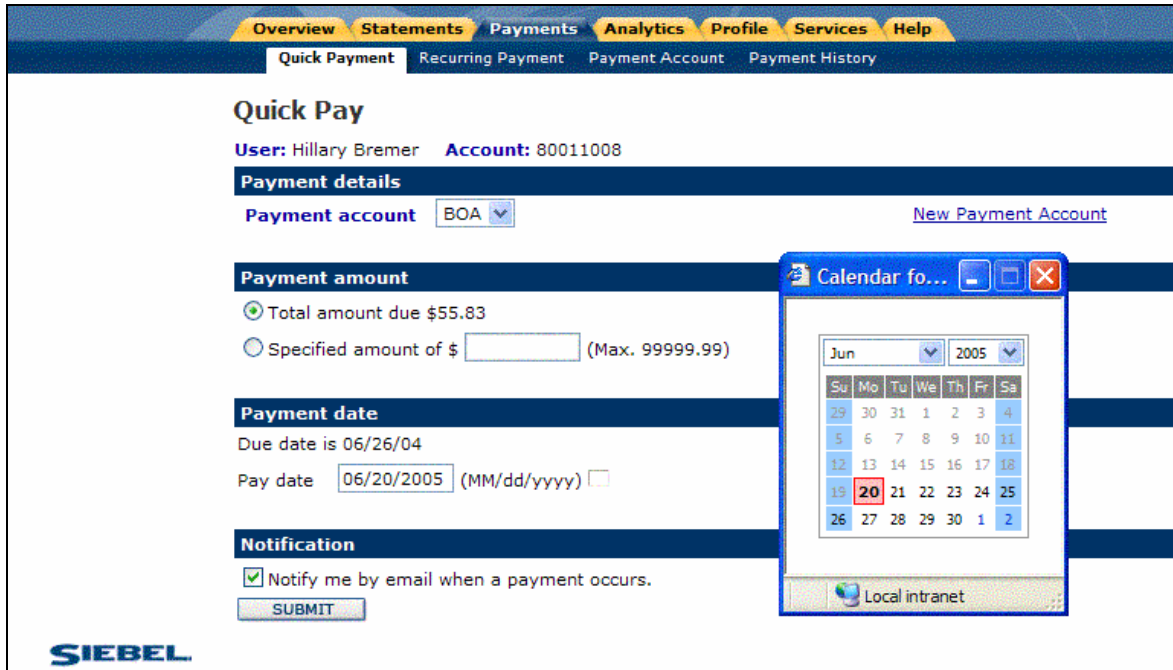 Overview Statements Payments Analytics Profile Services Help
Quick Payment Recurring Payment Payment Account Payment History
Quick Pay
User: Hillary Bremer Account: 80011008
Payment details
Payment account BOA New Payment Account
Payment amount
Total amount due $55.83
Specified amount of $ (Max. 99999.99)
Payment date
Due date is 06/26/04
Pay date 06/20/2005 (MM/dd/yyyy)
Notification
Notify me by email when a payment occurs.
SUBMIT
Calendar fo...
Jun 2005
Su Mo Tu We Th Fr Sa
29 30 31 1 2 3 4
5 6 7 8 9 10 11
12 13 14 15 16 17 18
19 20 21 22 23 24 25
26 27 28 29 30 1 2
Local intranet
SIEBEL.